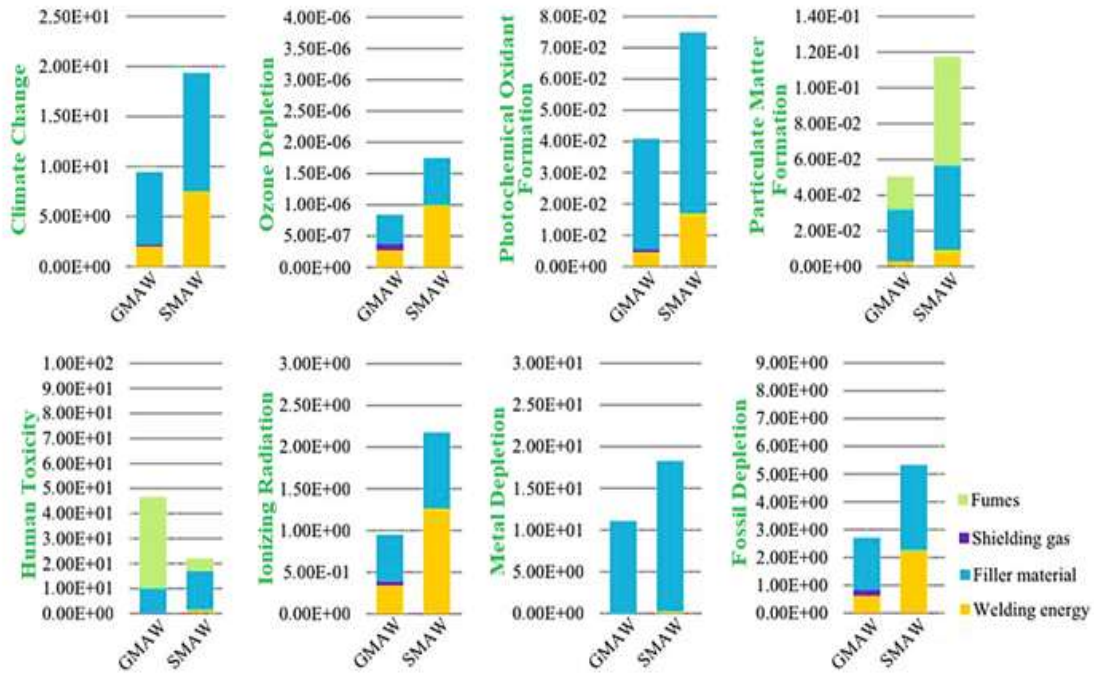 Climate Change
2.50E+01
2.00E+01
1.50E+01
1.00E+01
5.00E+00
0.00E+00
GMAW
SMAW
Ozone Depletion
4.00E-06
3.50E-06
3.00E-06
2.50E-06
2.00E-06
1.50E-06
1.00E-06
5.00E-07
0.00E+00
GMAW
SMAW
Photochemical Oxidant
Formation
8.00E-02
7.00E-02
6.00E-02
5.00E-02
4.00E-02
3.00E-02
2.00E-02
1.00E-02
0.00E+00
GMAW
SMAW
Particulate Matter
Formation
1.40E-01
1.20E-01
1.00E-01
8.00E-02
6.00E-02
4.00E-02
2.00E-02
0.00E+00
GMAW
SMAW
Human Toxicity
1.00E+02
9.00E+01
8.00E+01
7.00E+01
6.00E+01
5.00E+01
4.00E+01
3.00E+01
2.00E+01
1.00E+01
0.00E+00
GMAW
SMAW
Ionizing Radiation
3.00E+00
2.50E+00
2.00E+00
1.50E+00
1.00E+00
5.00E-01
0.00E+00
GMAW
SMAW
Metal Depletion
3.00E+01
2.50E+01
2.00E+01
1.50E+01
1.00E+01
5.00E+00
0.00E+00
GMAW
SMAW
Fossil Depletion
9.00E+00
8.00E+00
7.00E+00
6.00E+00
5.00E+00
4.00E+00
3.00E+00
2.00E+00
1.00E+00
0.00E+00
GMAW
SMAW
Fumes
Shielding gas
Filler material
Welding energy